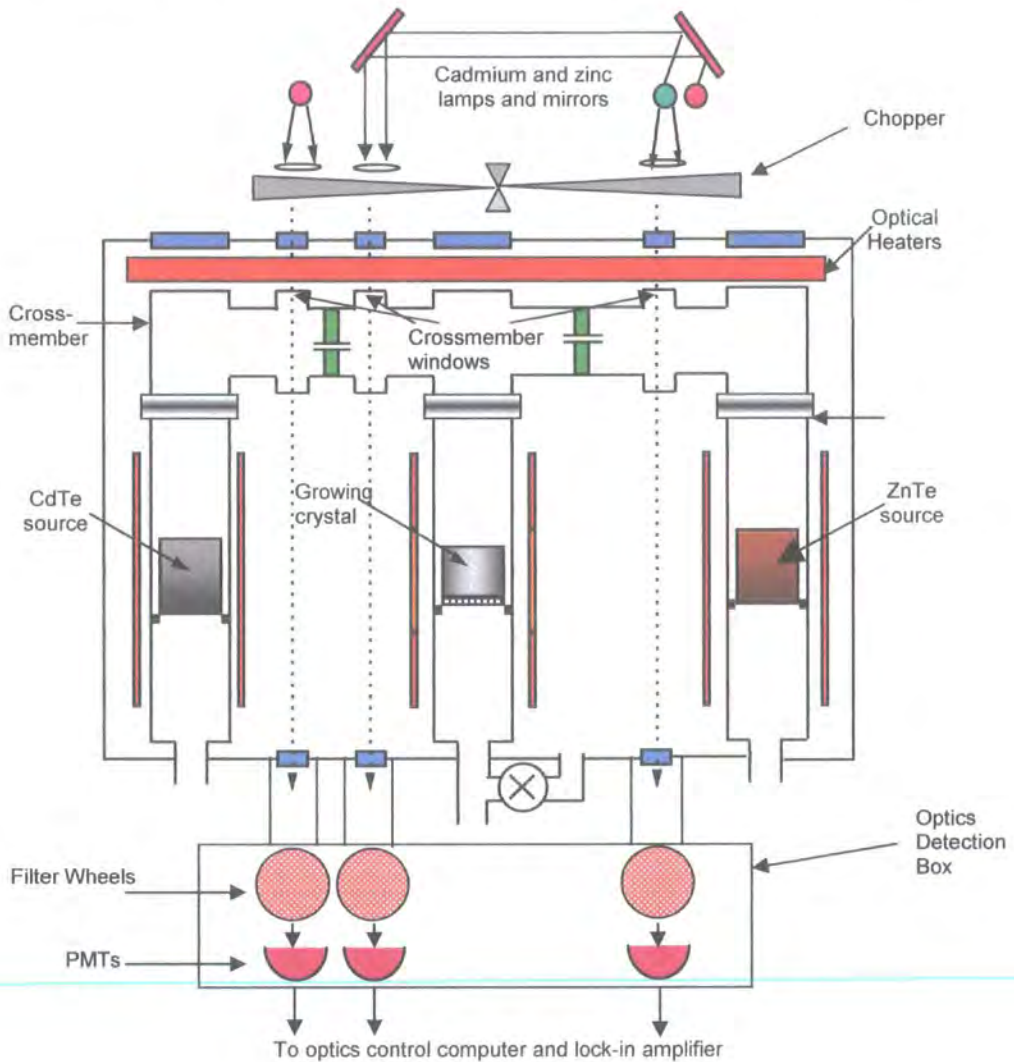 Cadmium and zinc
lamps and mirrors
Chopper
Optical
Heaters
Cross-
member
Crossmember
windows
CdTe
source
Growing
crystal
ZnTe
source
Optics
Detection
Box
Filter Wheels
PMTs
To optics control computer and lock-in amplifier